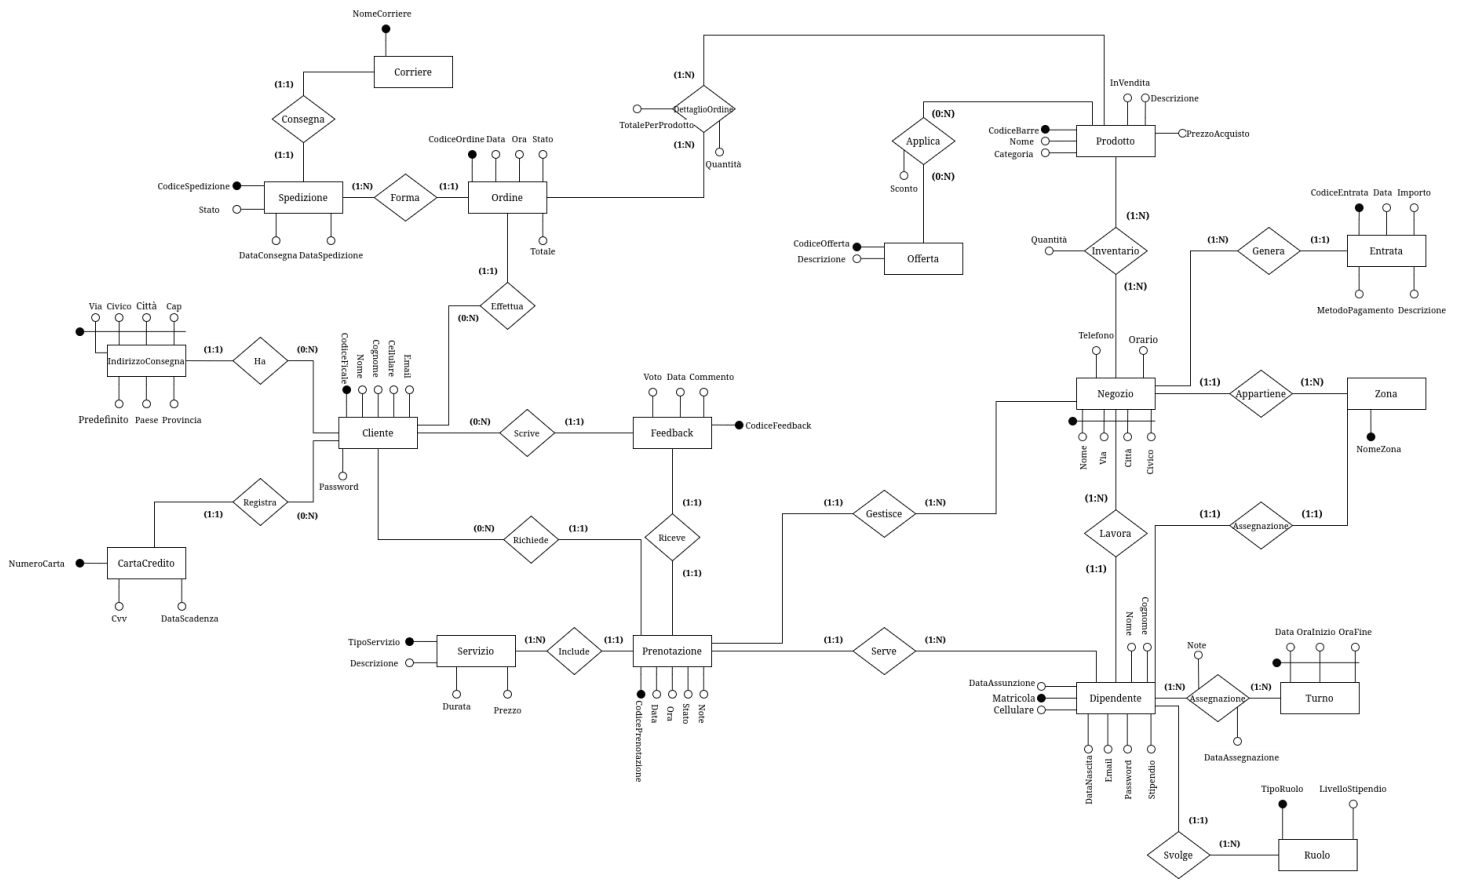 NomeCorriere
Corriere
(1:1)
Consegna
(1:1)
CodiceSpedizione
Stato
Spedizione
DataConsegna DataSpedizione
(1:N)
Forma
(1:1)
CodiceOrdine Data Ora Stato
Ordine
Totale
(1:N)
DettaglioOrdine
TotalePerProdotto
Quantità
(1:N)
InVendita
Descrizione
CodiceBarre
Nome
Categoria
Prodotto
PrezzoAcquisto
(0:N)
Applica
Sconto
(0:N)
CodiceOfferta
Descrizione
Offerta
(1:N)
Quantità
Inventario
(1:N)
CodiceEntrata Data Importo
(1:N)
Genera
(1:1)
Entrata
MetodoPagamento Descrizione
(1:1)
Effettua
(0:N)
Via Civico Città Cap
IndirizzoConsegna
Predefinito Paese Provincia
(1:1)
Ha
(0:N)
CodiceFicale
Nome
Cognome
Cellulare
Email
Cliente
Password
(0:N)
Scrive
(1:1)
Voto Data Commento
Feedback
CodiceFeedback
Telefono
Orario
Negozio
Nome
Via
Città
Civico
(1:1)
Appartiene
(1:N)
Zona
NomeZona
(1:1)
Registra
(0:N)
NumeroCarta
CartaCredito
Cvv
DataScadenza
(0:N)
Richiede
(1:1)
(1:1)
Riceve
(1:1)
(1:1)
Gestisce
(1:N)
(1:N)
Lavora
(1:1)
(1:1)
Assegnazione
(1:1)
TipoServizio
Descrizione
Servizio
Durata
Prezzo
(1:N)
Include
(1:1)
Prenotazione
CodicePrenotazione
Data
Ora
Stato
Note
(1:1)
Serve
(1:N)
Nome
Cognome
DataAssunzione
Matricola
Cellulare
Dipendente
DataNascita
Email
Password
Stipendio
Note
(1:N)
Assegnazione
(1:N)
DataAssegnazione
Data OraInizio OraFine
Turno
(1:1)
Svolge
(1:N)
TipoRuolo
LivelloStipendio
Ruolo